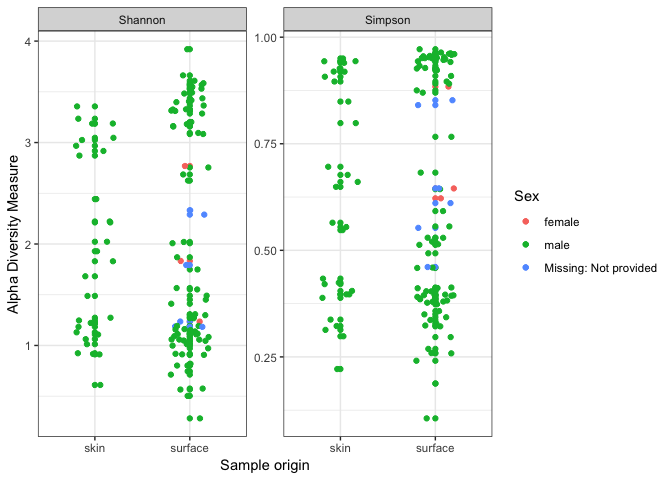 Shannon
Simpson
Alpha Diversity Measure
4
3
2
1
1.00
0.75
0.50
0.25
skin
surface
skin
surface
Sample origin
Sex
female
male
Missing: Not provided